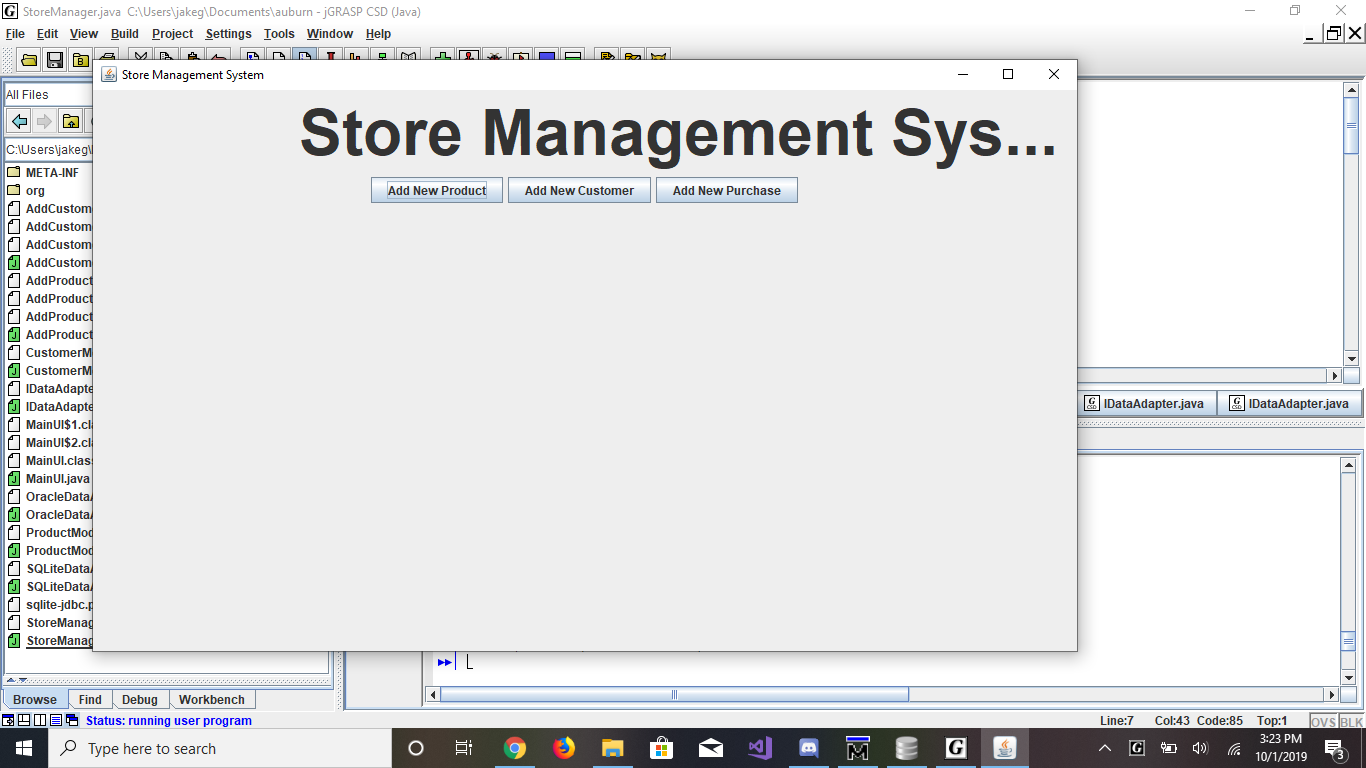 StoreManager.java C:\Users\jakeg\Documents\auburn - jGRASP CSD (Java)
File Edit View Build Project Settings Tools Window Help
Store Management System
All Files
C:\Users\jakeg\
Store Management Sys...
Add New Product Add New Customer Add New Purchase
META-INF
org
AddCustom
AddCustom
AddCustom
AddCustom
AddProduct
AddProduct
AddProduct
AddProduct
CustomerM
CustomerM
IDataAdapte
IDataAdapte
IDataAdapter.java IDataAdapter.java
MainUI$1.cl
MainUI$2.cl
MainUI.clas
MainUI.java
OracleData
OracleData
ProductMod
ProductMod
SQLiteData
SQLiteData
sqlite-jdbc.p
StoreManag
StoreManag
Browse Find Debug Workbench
Status: running user program Line:7 Col:43 Code:85 Top:1 OVS BLK
Type here to search
3:23 PM
10/1/2019
3